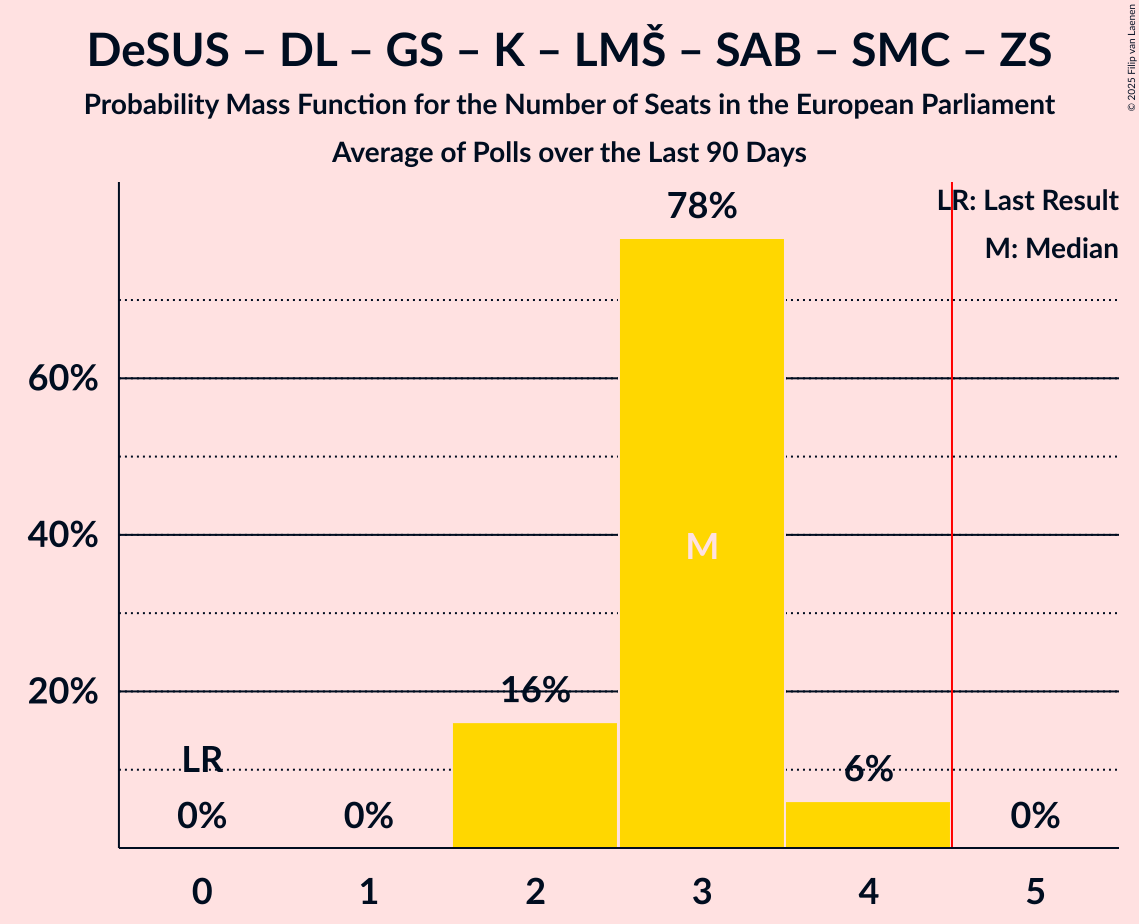 DeSUS – DL – GS – K – LMŠ – SAB – SMC – ZS
Probability Mass Function for the Number of Seats in the European Parliament
Average of Polls over the Last 90 Days
© 2025 Filip van Laenen
LR: Last Result
M: Median
78%
60%
40%
M
20%
16%
LR
6%
0%
0%
0%
0
1
2
3
4
5